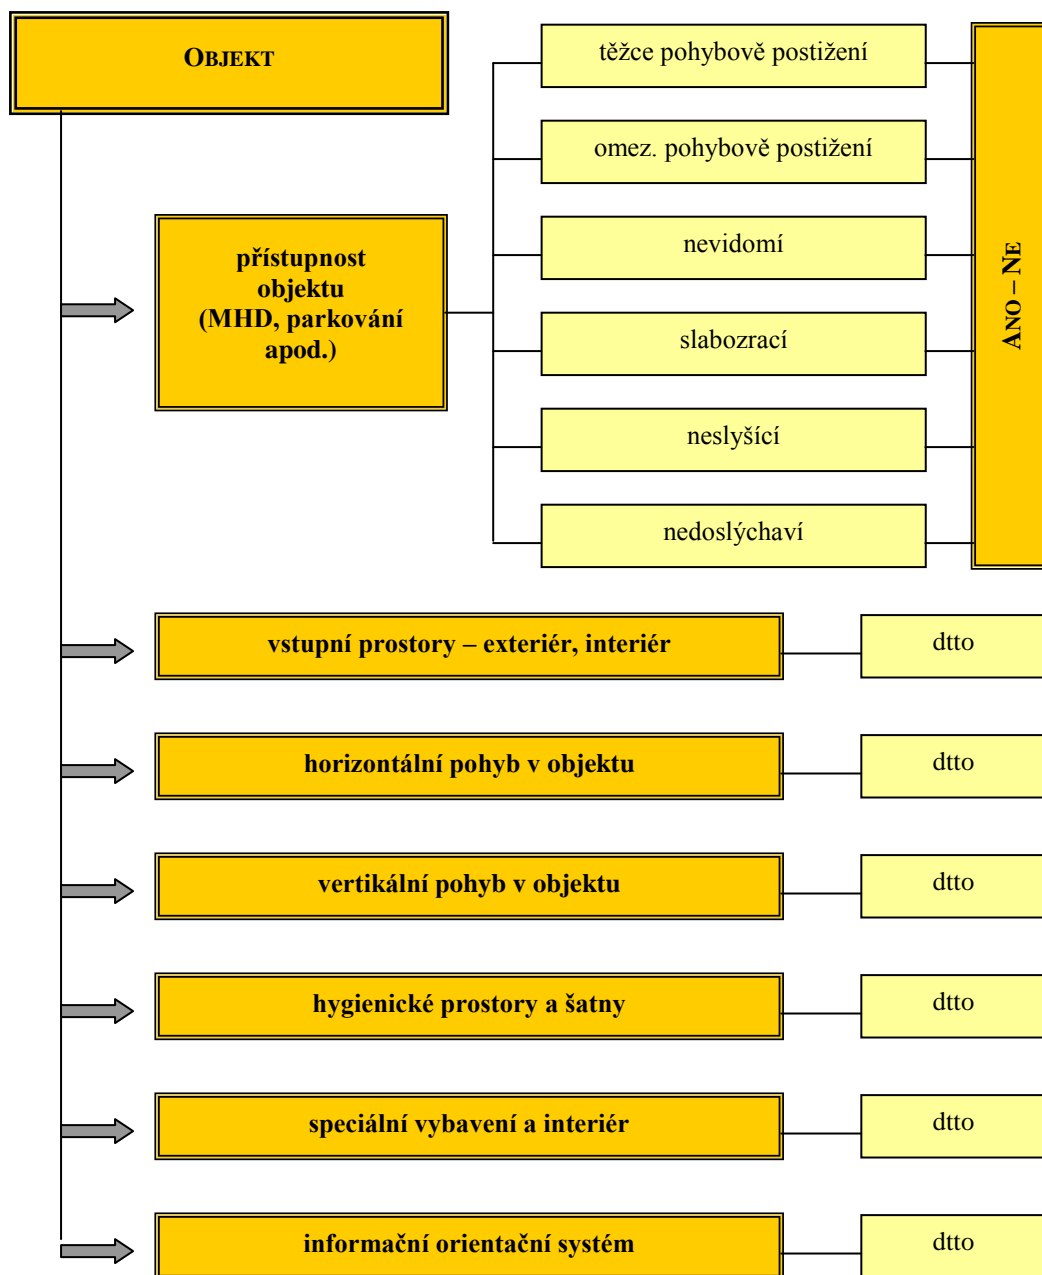 OBJEKT
těžce pohybově postižení
omez. pohybově postižení
nevidomí
slabozrací
neslyšící
nedoslýchaví
ANO – NE
přístupnost
objektu
(MHD, parkování
apod.)
vstupní prostory – exteriér, interiér
dtto
horizontální pohyb v objektu
dtto
vertikální pohyb v objektu
dtto
hygienické prostory a šatny
dtto
speciální vybavení a interiér
dtto
informační orientační systém
dtto